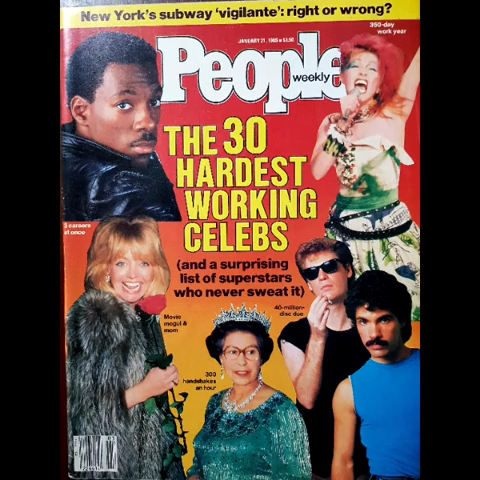 New York's subway 'vigilante': right or wrong?
350-day
work year
JANUARY 21, 1985 ■ $1.50
People
weekly
THE 30
HARDEST
WORKING
CELEBS
(and a surprising
list of superstars
who never sweat it)
3 careers
at once
Movie
mogul &
mom
40-million-
disc duo
300
handshakes
an hour